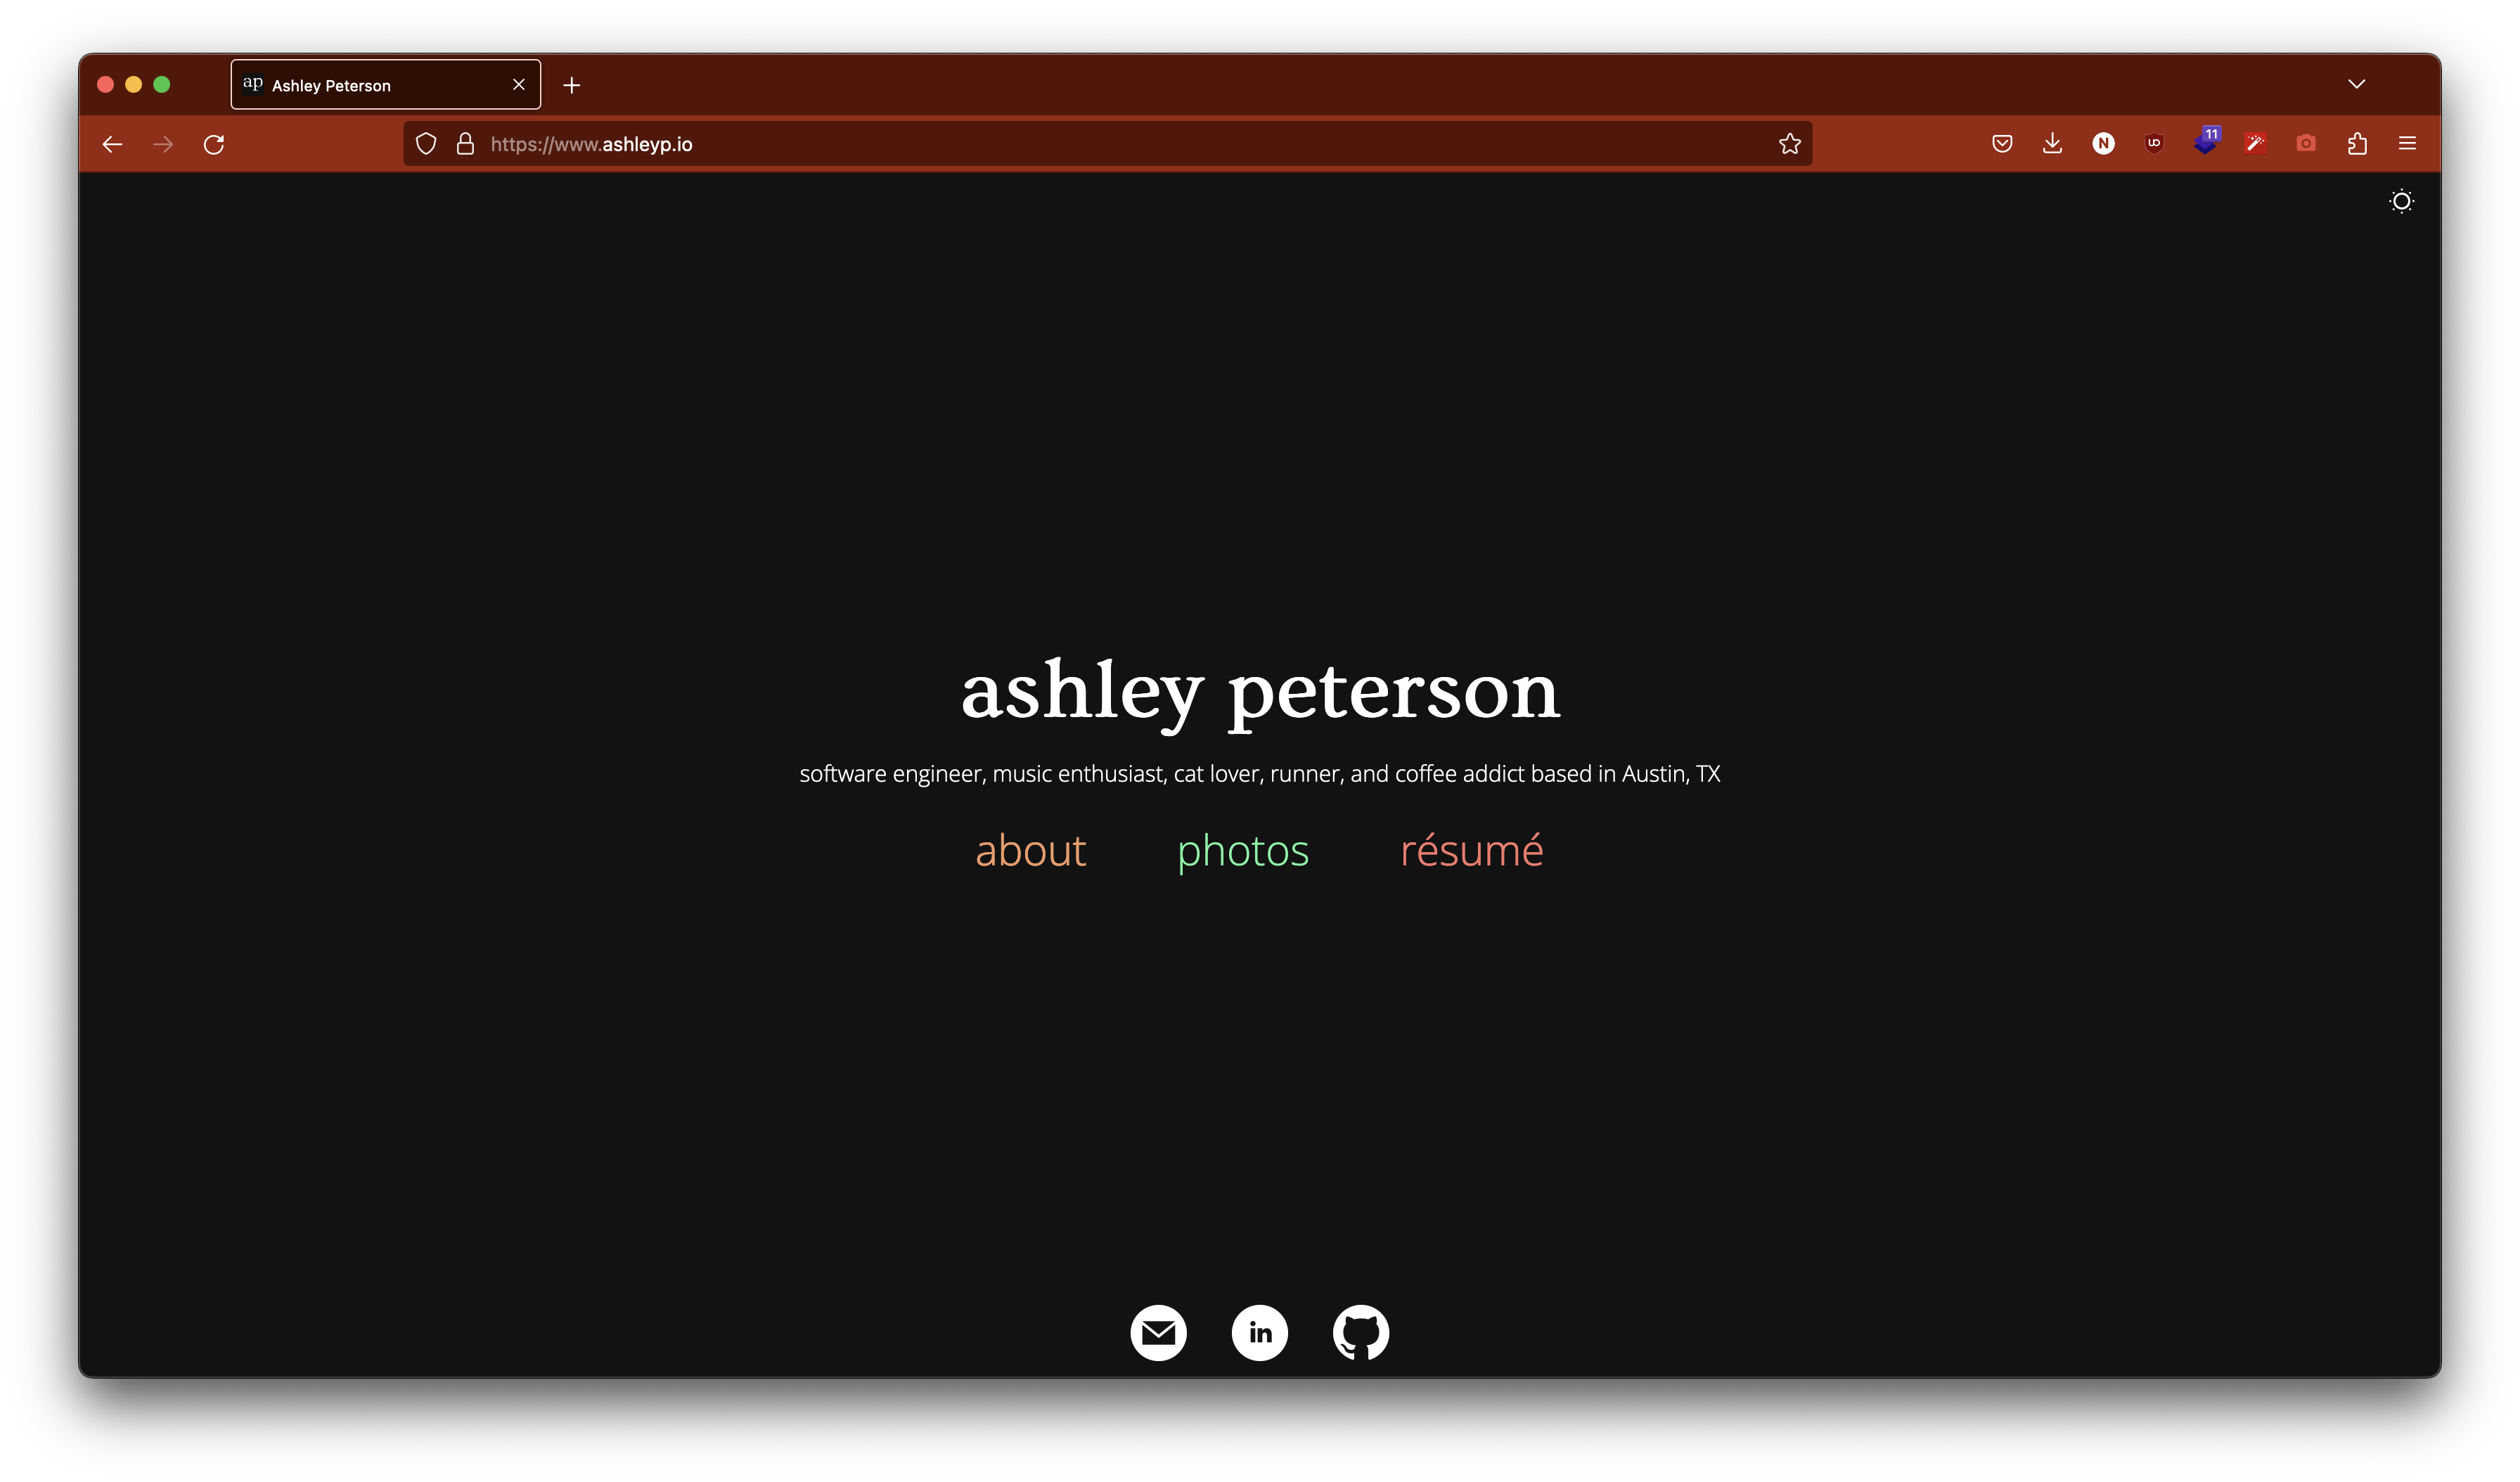 ap Ashley Peterson
https://www.ashleyp.io
N
UO
11
ashley peterson
software engineer, music enthusiast, cat lover, runner, and coffee addict based in Austin, TX
about photos résumé
in